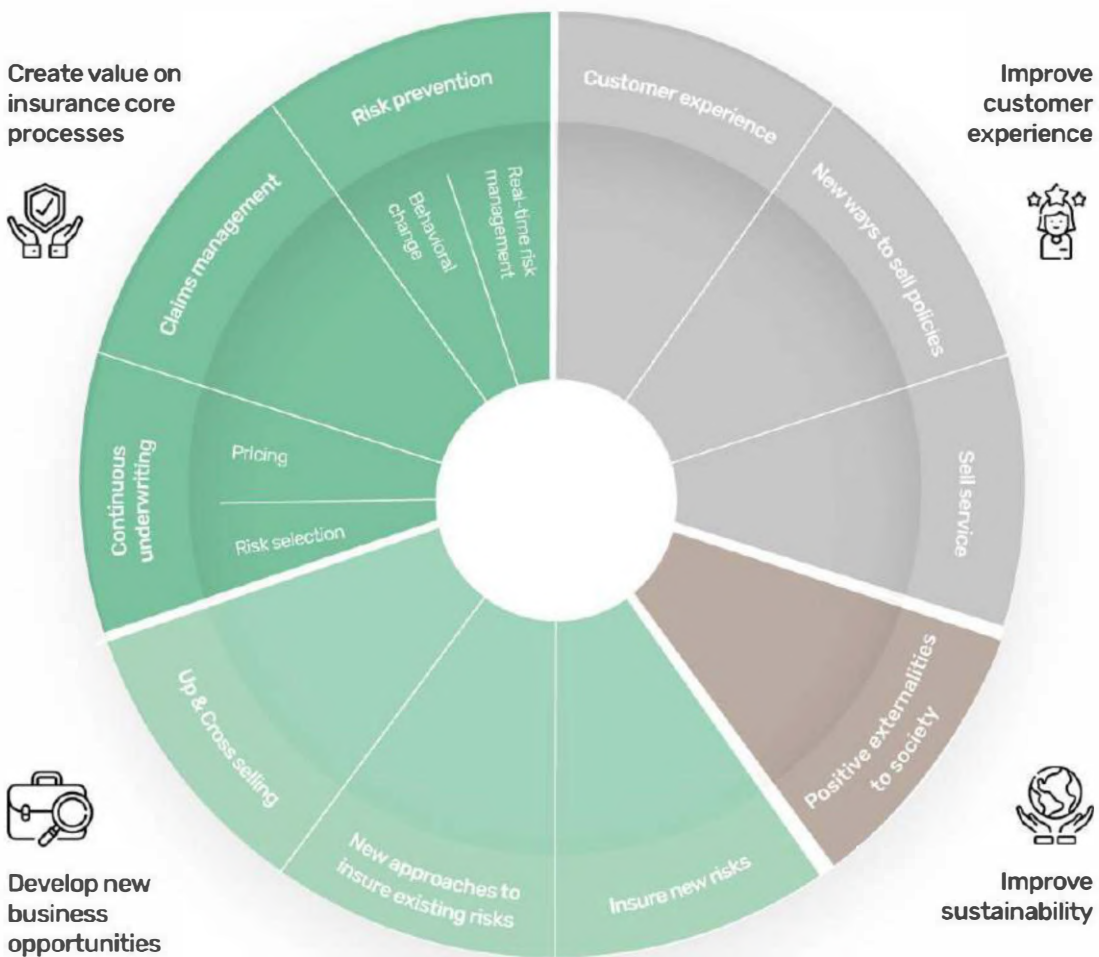 Create value on
insurance core
processes
Risk prevention
Behavioral
change
Real-time risk
management
Claims management
Continuous
underwriting
Pricing
Risk selection
Customer experience
New ways to sell policies
Sell service
Improve
customer
experience
Up & Cross selling
New approaches to
insure existing risks
Insure new risks
Positive externalities
to society
Develop new
business
opportunities
Improve
sustainability